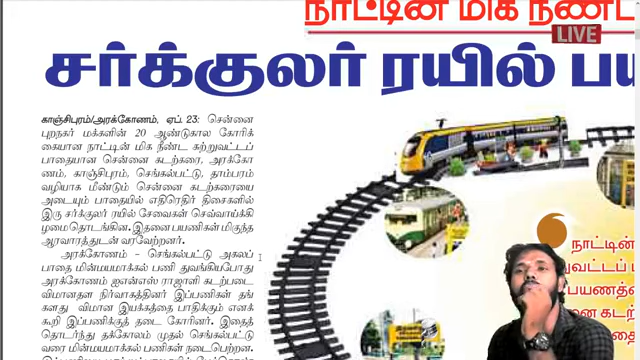 நாட்டின் மிக நீண்ட
LIVE
சர்க்குலர் ரயில் பய
காஞ்சிபுரம்/அரக்கோணம், ஏப். 23: சென்னை
புறநகர் மக்களின் 20 ஆண்டுகால கோரிக்
கையான நாட்டின் மிக நீண்ட சுற்றுவட்டப்
பாதையான சென்னை கடற்கரை, அரக்கோ
ணம், காஞ்சிபுரம், செங்கல்பட்டு, தாம்பரம்
வழியாக மீண்டும் சென்னை கடற்கரையை
அடையும் பாதையில் எதிரெதிர் திசைகளில்
இரு சர்க்குலர் ரயில் சேவைகள் செவ்வாய்க்கி
ழமைதொடங்கின. இதனை பயணிகள் மிகுந்த
ஆரவாரத்துடன் வரவேற்றனர்.
அரக்கோணம் - செங்கல்பட்டு அகலப்
பாதை மின்மயமாக்கல் பணி துவங்கியபோது
அரக்கோணம் ஐஎன்எஸ் ராஜாளி கடற்படை
விமானதள நிர்வாகத்தினர் இப்பணிகள் தங்
களது விமான இயக்கத்தை பாதிக்கும் எனக்
கூறி இப்பணிக்குத் தடை கோரினர். இதைத்
தொடர்ந்து தக்கோலம் முதல் செங்கல்பட்டு
வரை மின்மயமாக்கல் பணிகள் நடைபெற்றன.
நாட்டின்
றுவட்டப்
பயணத்தி